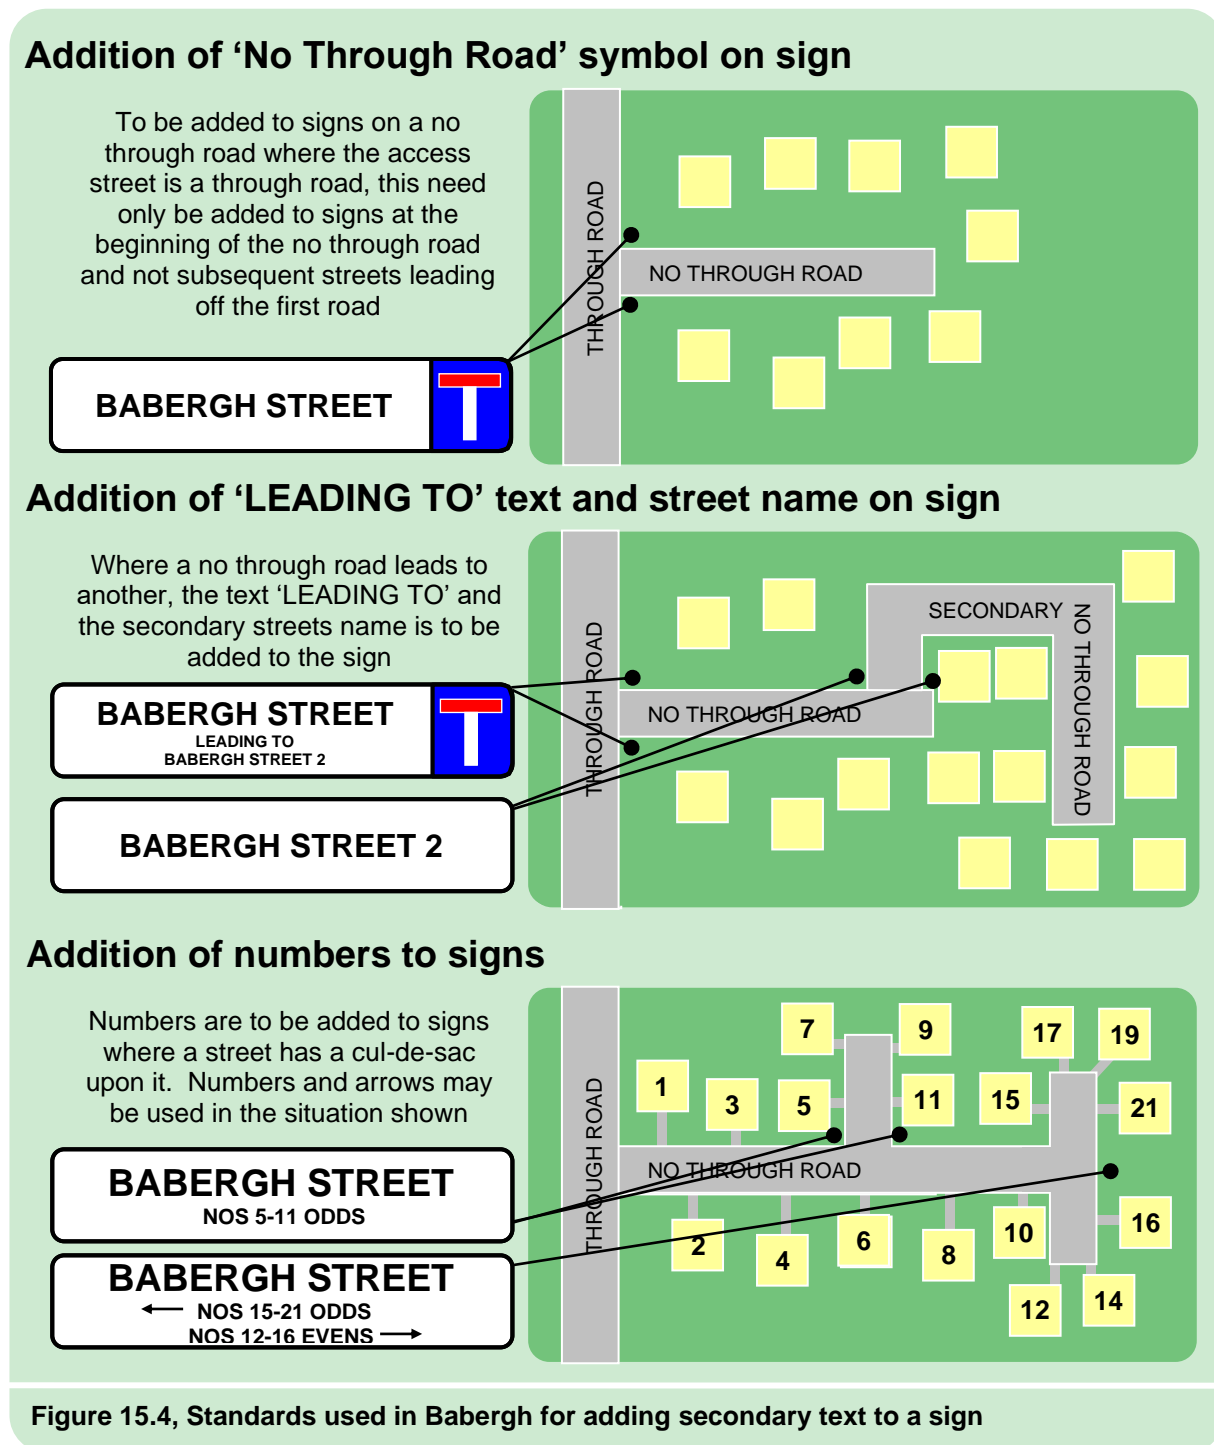 Addition of ‘No Through Road’ symbol on sign
To be added to signs on a no
through road where the access
street is a through road, this need
only be added to signs at the
beginning of the no through road
and not subsequent streets leading
off the first road
BABERGH STREET
THROUGH ROAD
NO THROUGH ROAD
Addition of ‘LEADING TO’ text and street name on sign
Where a no through road leads to
another, the text ‘LEADING TO’ and
the secondary streets name is to be
added to the sign
BABERGH STREET
LEADING TO
BABERGH STREET 2
BABERGH STREET 2
THROUGH ROAD
NO THROUGH ROAD
SECONDARY
NO THROUGH ROAD
Addition of numbers to signs
Numbers are to be added to signs
where a street has a cul-de-sac
upon it.  Numbers and arrows may
be used in the situation shown
BABERGH STREET
NOS 5-11 ODDS
BABERGH STREET
NOS 15-21 ODDS
NOS 12-16 EVENS
THROUGH ROAD
NO THROUGH ROAD
1
3
5
7
9
11
15
17
19
21
2
4
6
8
10
12
14
16
Figure 15.4, Standards used in Babergh for adding secondary text to a sign